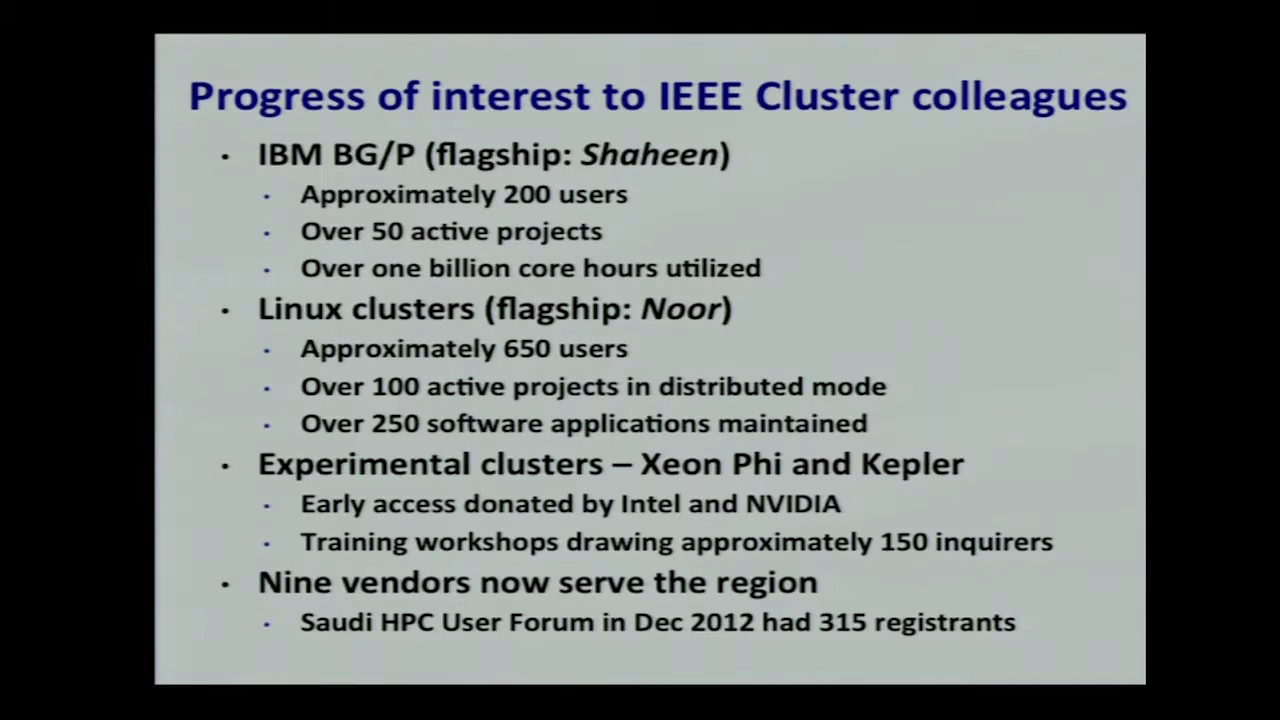 Progress of interest to IEEE Cluster colleagues
• IBM BG/P (flagship: Shaheen)
• Approximately 200 users
• Over 50 active projects
• Over one billion core hours utilized
• Linux clusters (flagship: Noor)
• Approximately 650 users
• Over 100 active projects in distributed mode
• Over 250 software applications maintained
• Experimental clusters – Xeon Phi and Kepler
• Early access donated by Intel and NVIDIA
• Training workshops drawing approximately 150 inquirers
• Nine vendors now serve the region
• Saudi HPC User Forum in Dec 2012 had 315 registrants